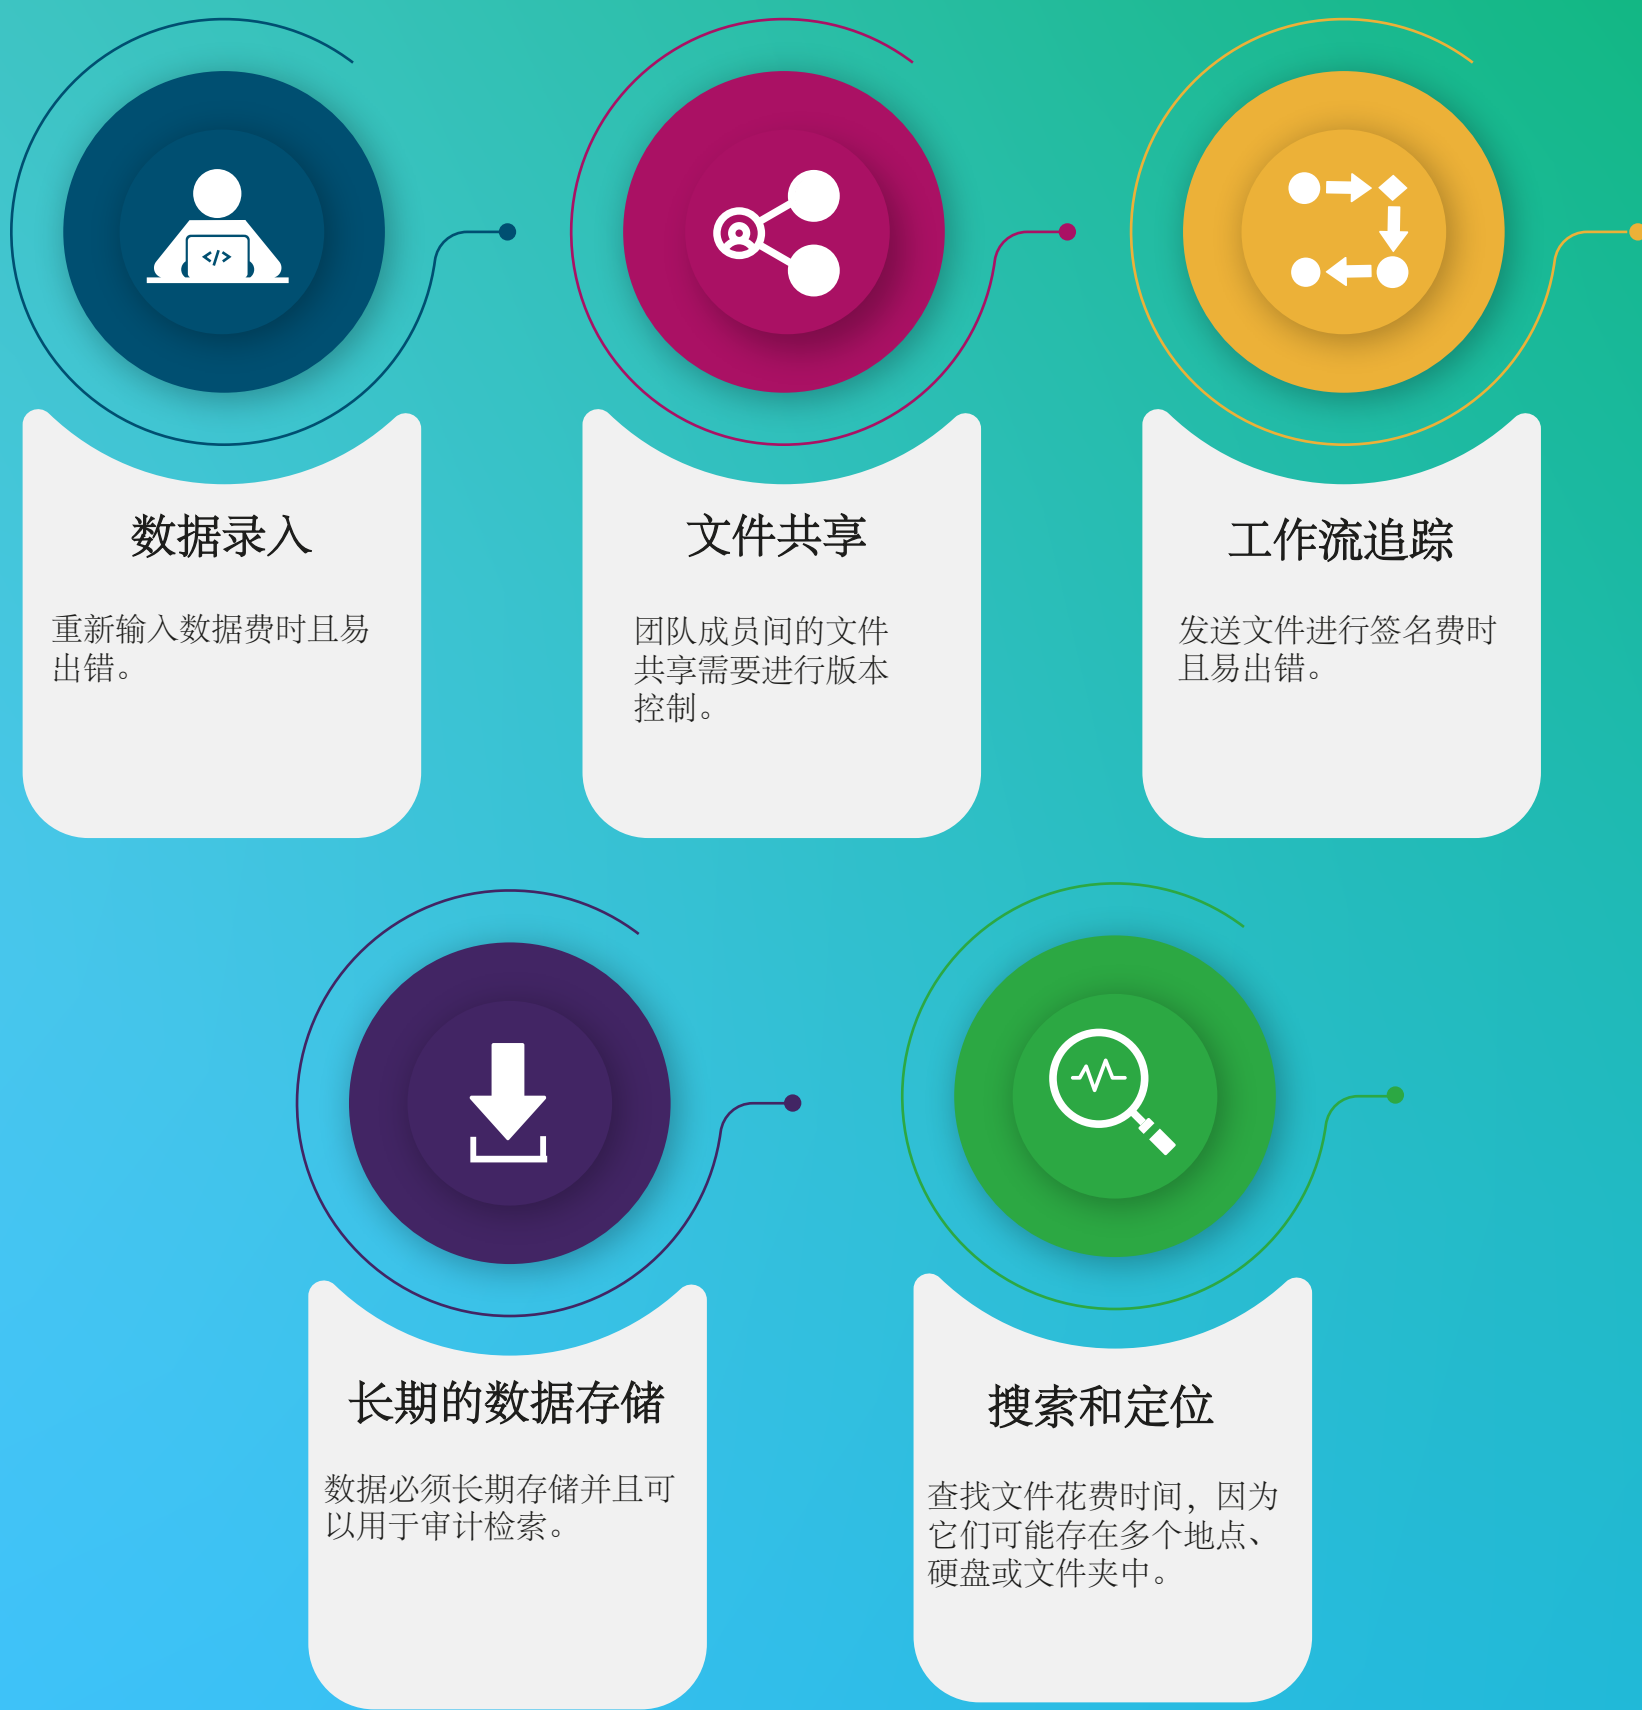 数据录入
重新输入数据费时且易
出错。
文件共享
团队成员间的文件
共享需要进行版本
控制。
工作流追踪
发送文件进行签名费时
且易出错。
长期的数据存储
数据必须长期存储并且可
以用于审计检索。
搜索和定位
查找文件花费时间，因为
它们可能存在多个地点、
硬盘或文件夹中。